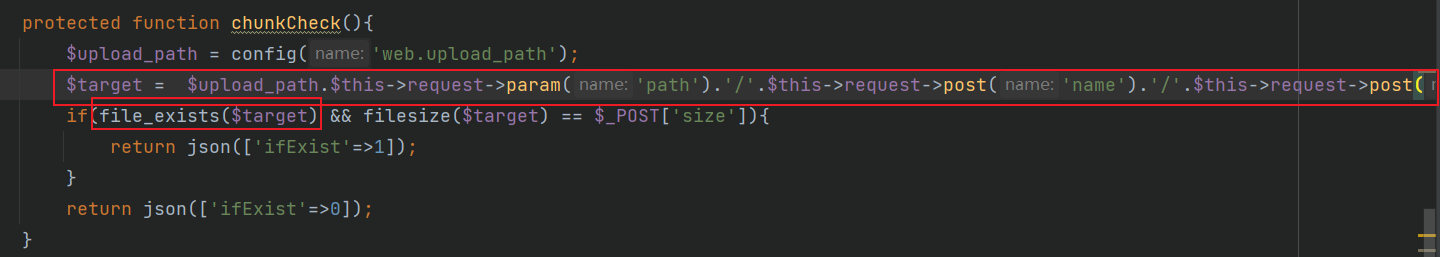 protected function chunkCheck(){
$upload_path = config( name: 'web.upload_path');
$target =  $upload_path.$this->request->param( name: 'path').'/'.$this->request->post( name: 'name').'/'.$this->request->post(
if(file_exists($target) && filesize($target) == $_POST['size']){
return json(['ifExist'=>1]);
}
return json(['ifExist'=>0]);
}